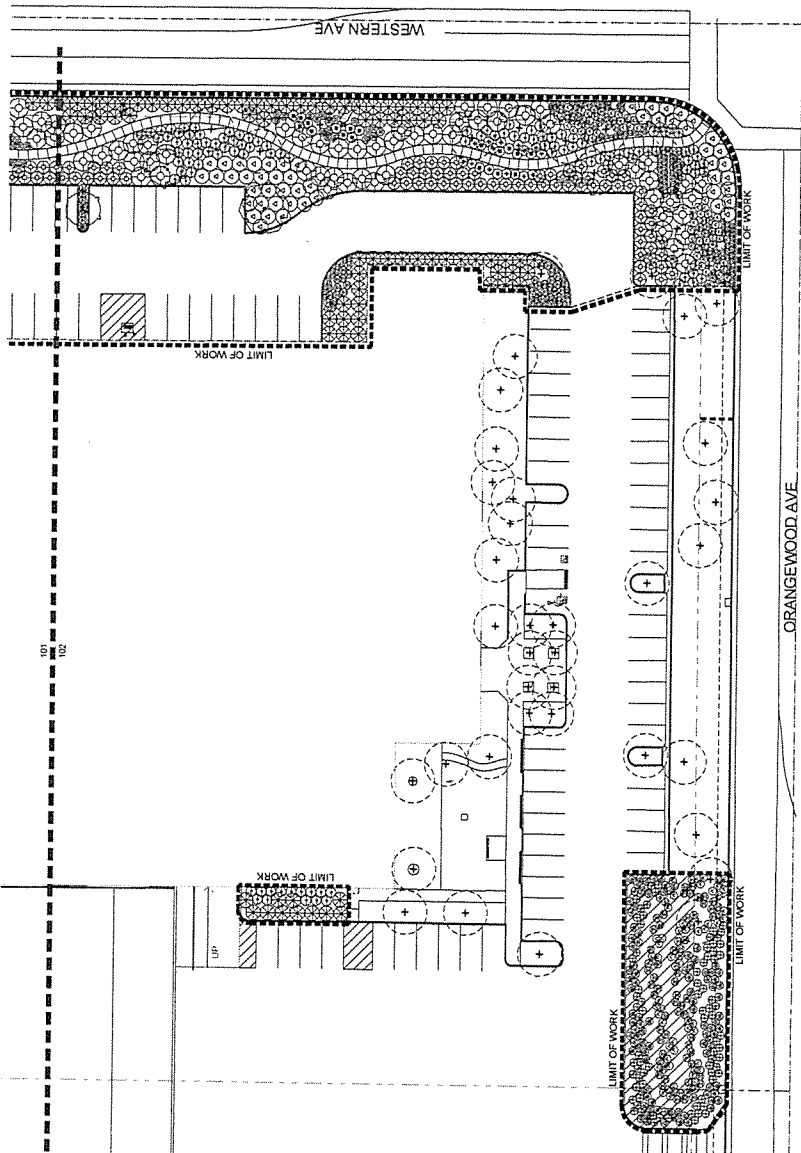 WESTERN AVE
LIMIT OF WORK
LIMIT OF WORK
ORANGEWOOD AVE
101
102
LIMIT OF WORK
UP
LIMIT OF WORK
LIMIT OF WORK